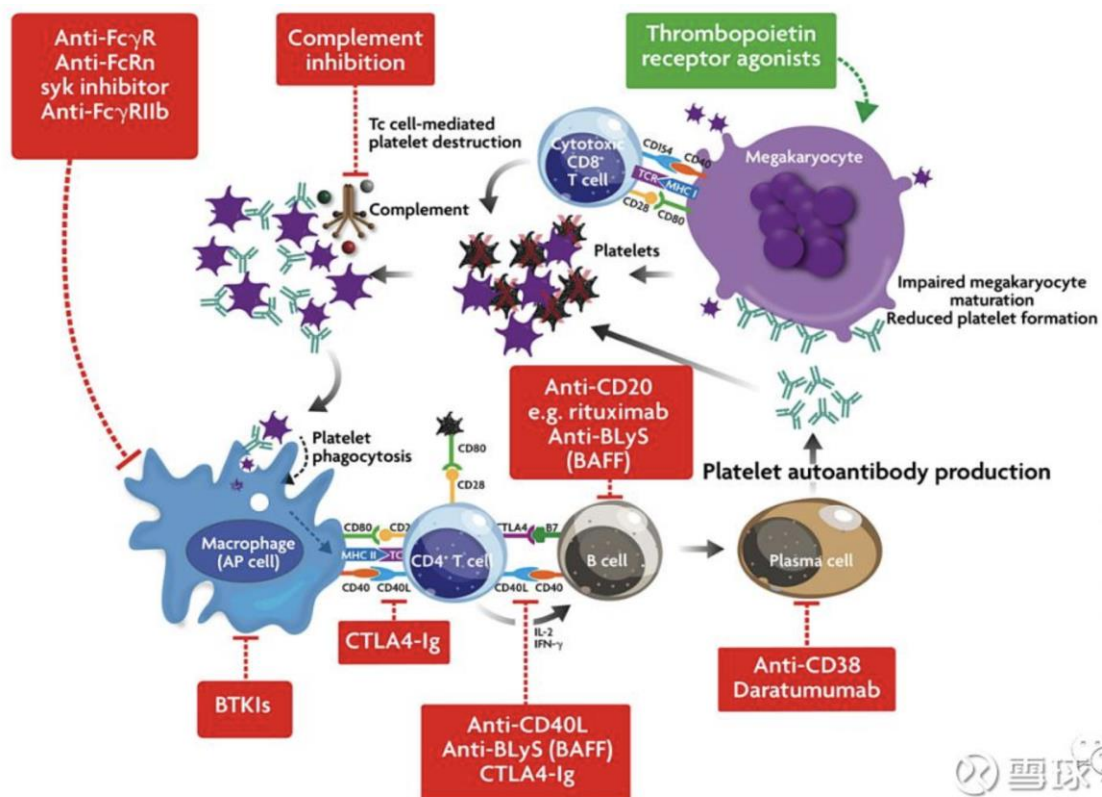 Anti-FcγR
Anti-FcRn
syk inhibitor
Anti-FcγRIIb
Complement
inhibition
Thrombopoietin
receptor agonists
Tc cell-mediated
platelet destruction
Cytotoxic
CD8+
T cell
CD154
CD40
TCR
MHC I
CD28
CD80
Megakaryocyte
Complement
Platelets
Impaired megakaryocyte
maturation
Reduced platelet formation
Anti-CD20
e.g. rituximab
Anti-BLyS
(BAFF)
Platelet
phagocytosis
CD80
CD28
Platelet autoantibody production
Macrophage
(AP cell)
CD80
CD2
MHC II
TC
CD40
CD40L
CD4+ T cell
CTLA4
B7
CD40L
CD40
B cell
Plasma cell
IL-2
IFN-γ
CTLA4-Ig
BTKIs
Anti-CD40L
Anti-BLyS (BAFF)
CTLA4-Ig
Anti-CD38
Daratumumab
雪球